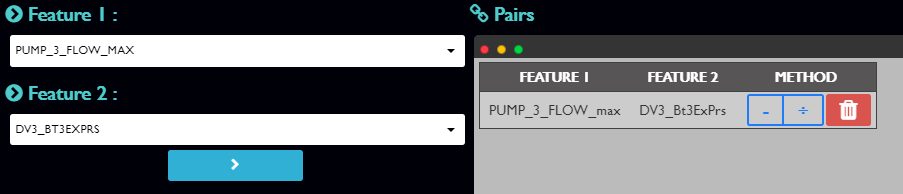 Feature 1 :
PUMP_3_FLOW_MAX
Feature 2 :
DV3_BT3EXPRS
Pairs
FEATURE 1 FEATURE 2 METHOD
PUMP_3_FLOW_max DV3_Bt3ExPrs - ÷